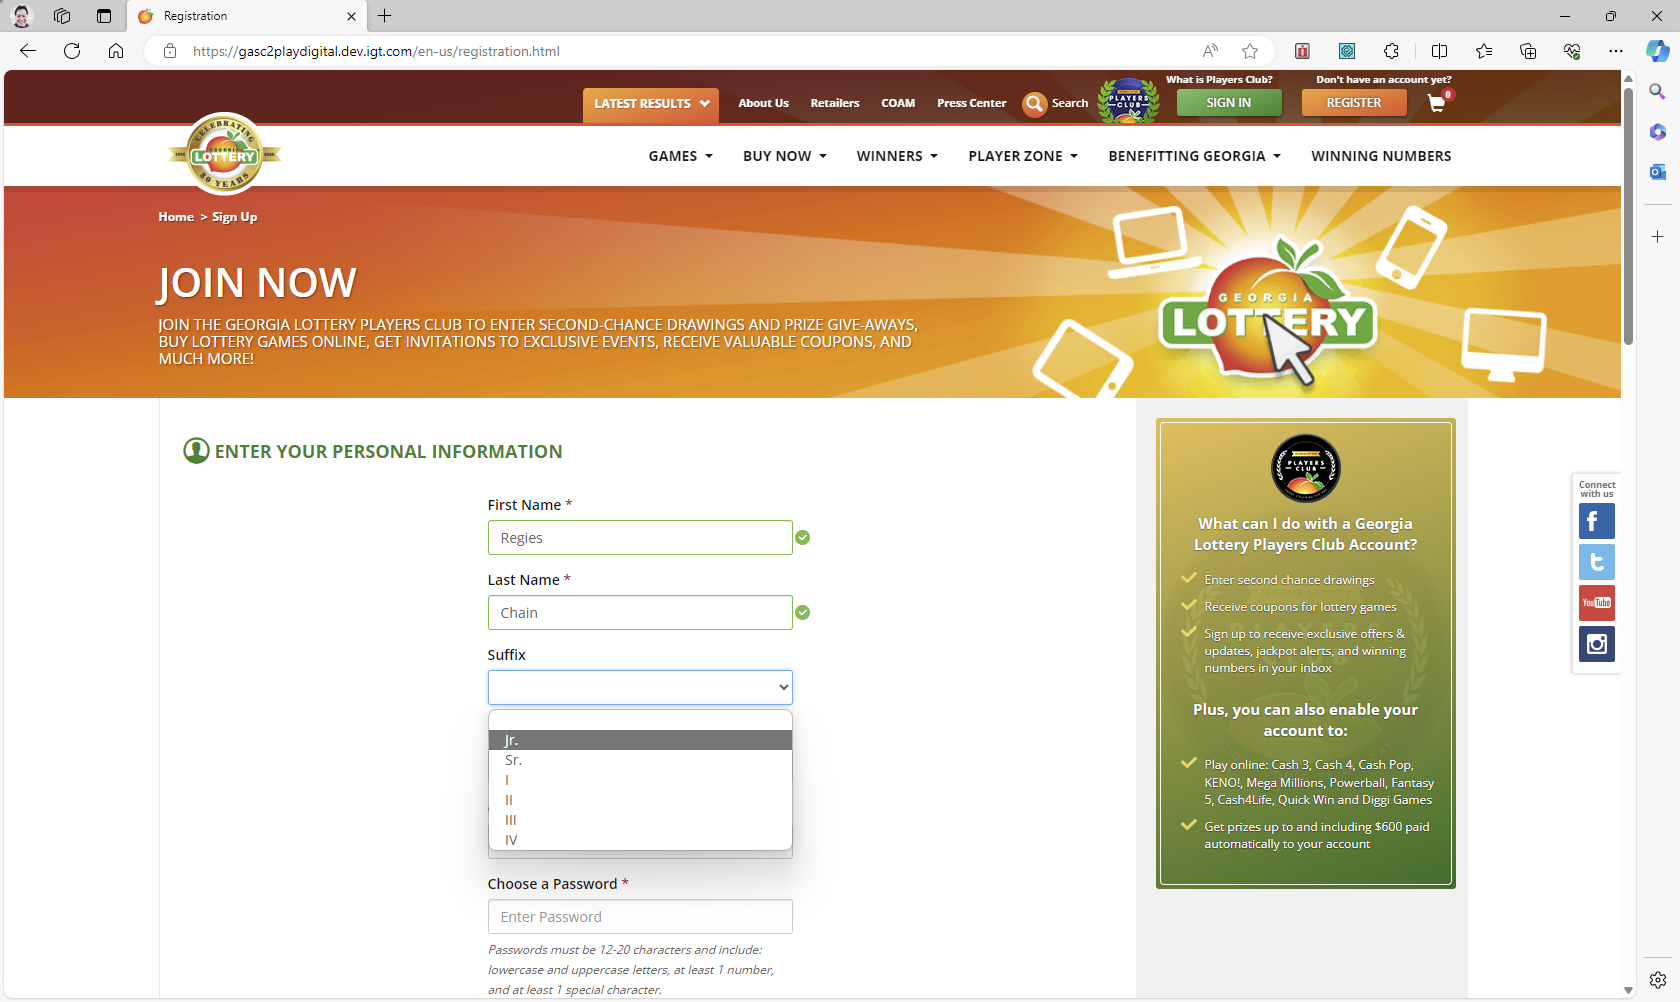 Registration
https://gasc2playdigital.dev.igt.com/en-us/registration.html
What is Players Club?
Don't have an account yet?
LATEST RESULTS
About Us
Retailers
COAM
Press Center
Search
PLAYERS
CLUB
SIGN IN
REGISTER
0
CELEBRATING
GEORGIA
LOTTERY
30 YEARS
GAMES
BUY NOW
WINNERS
PLAYER ZONE
BENEFITTING GEORGIA
WINNING NUMBERS
Home > Sign Up
JOIN NOW
JOIN THE GEORGIA LOTTERY PLAYERS CLUB TO ENTER SECOND-CHANCE DRAWINGS AND PRIZE GIVE-AWAYS,
BUY LOTTERY GAMES ONLINE, GET INVITATIONS TO EXCLUSIVE EVENTS, RECEIVE VALUABLE COUPONS, AND
MUCH MORE!
GEORGIA
LOTTERY
ENTER YOUR PERSONAL INFORMATION
First Name *
Regies
Last Name *
Chain
Suffix
Jr.
Sr.
I
II
III
IV
Choose a Password *
Enter Password
Passwords must be 12-20 characters and include:
lowercase and uppercase letters, at least 1 number,
and at least 1 special character.
PLAYERS
CLUB
What can I do with a Georgia
Lottery Players Club Account?
Enter second chance drawings
Receive coupons for lottery games
Sign up to receive exclusive offers &
updates, jackpot alerts, and winning
numbers in your inbox
Plus, you can also enable your
account to:
Play online: Cash 3, Cash 4, Cash Pop,
KENO!, Mega Millions, Powerball, Fantasy
5, Cash4Life, Quick Win and Diggi Games
Get prizes up to and including $600 paid
automatically to your account
Connect
with us
YouTube